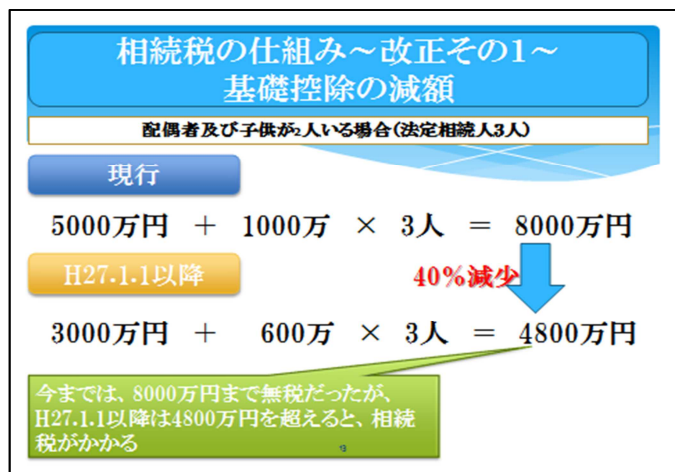 相続税の仕組み～改正その1～
基礎控除の減額
配偶者及び子供が2人いる場合(法定相続人3人)
現行
5000万円 ＋ 1000万 × 3人 ＝ 8000万円
H27.1.1以降
40%減少
3000万円 ＋ 600万 × 3人 ＝ 4800万円
今までは、8000万円まで無税だったが、
H27.1.1以降は4800万円を超えると、相続
税がかかる